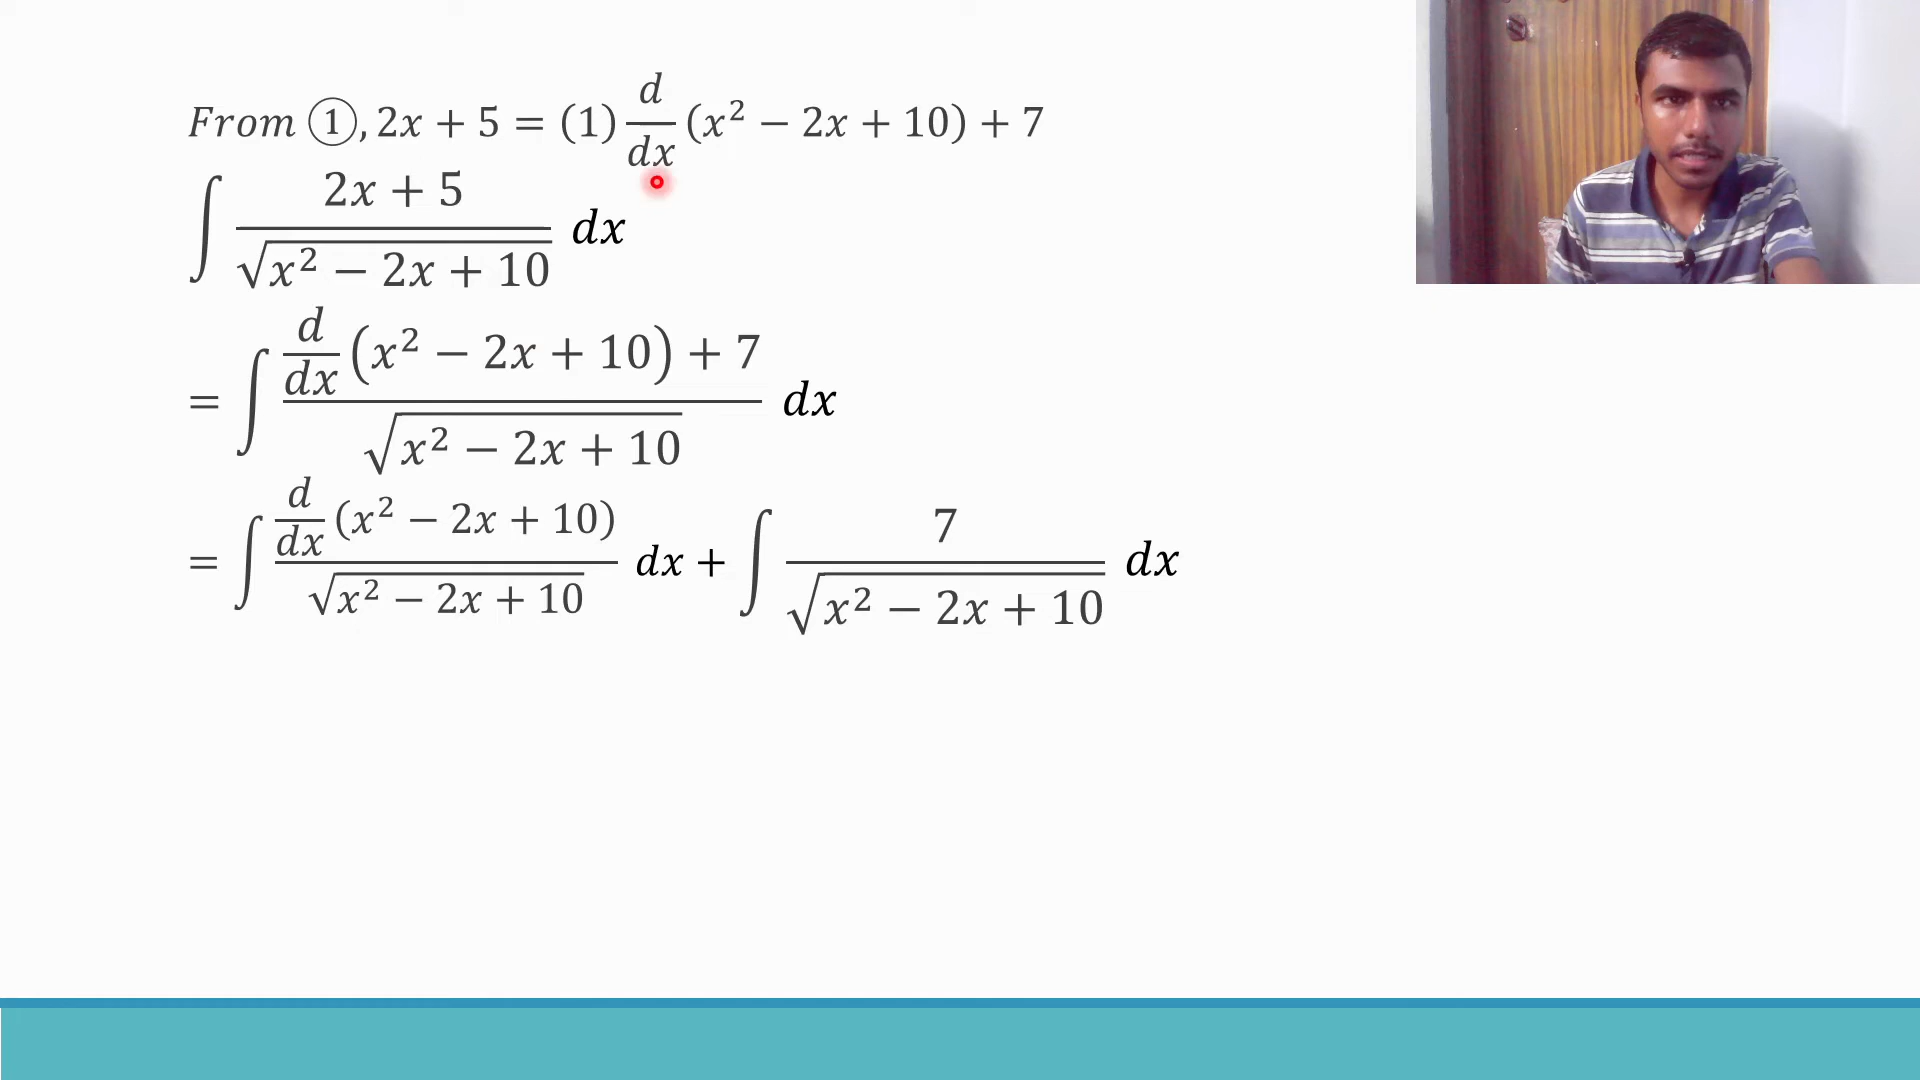 From ①, 2x + 5 = (1) d/dx (x² − 2x + 10) + 7
∫ (2x + 5)/√(x² − 2x + 10) dx
= ∫ (d/dx (x² − 2x + 10) + 7)/√(x² − 2x + 10) dx
= ∫ (d/dx (x² − 2x + 10))/√(x² − 2x + 10) dx + ∫ 7/√(x² − 2x + 10) dx